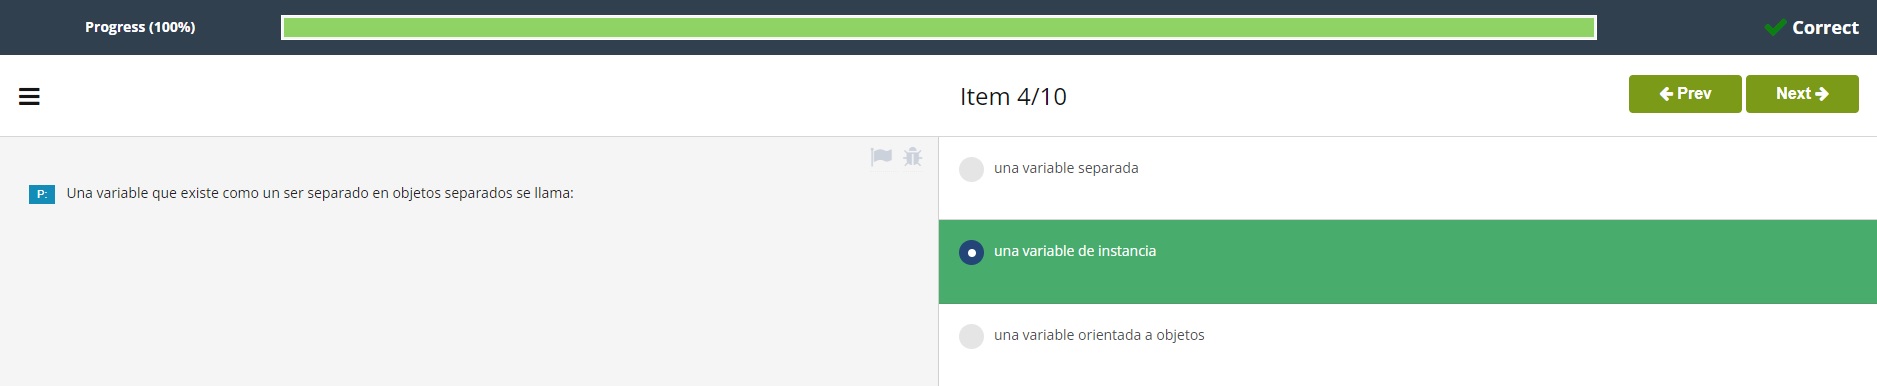 Progress (100%)
Correct
Item 4/10
Prev
Next
P: Una variable que existe como un ser separado en objetos separados se llama:
una variable separada
una variable de instancia
una variable orientada a objetos